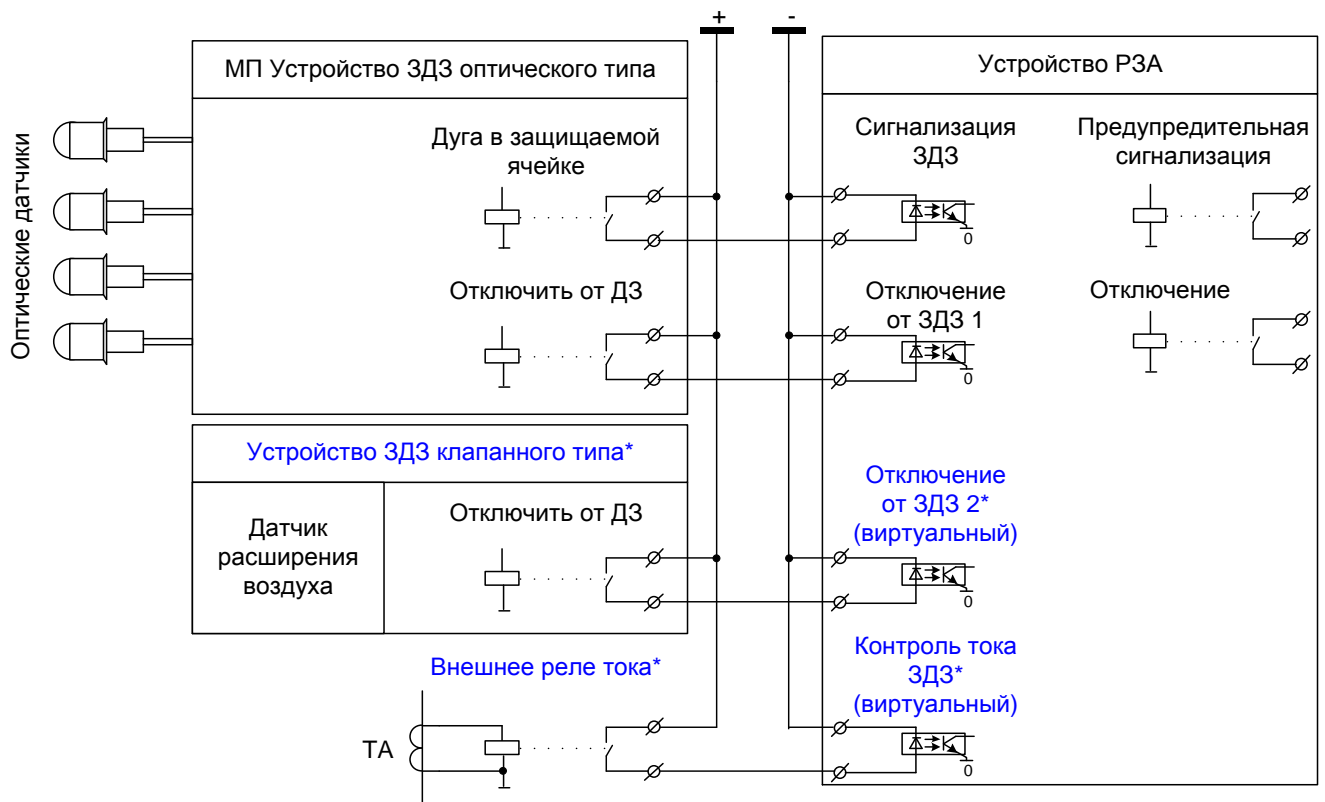 + -
МП Устройство ЗДЗ оптического типа
Устройство РЗА
Оптические датчики
Дуга в защищаемой
ячейке
Сигнализация
ЗДЗ
Предупредительная
сигнализация
0
Отключить от ДЗ
Отключение
от ЗДЗ 1
Отключение
0
Устройство ЗДЗ клапанного типа*
Датчик
расширения
воздуха
Отключить от ДЗ
Отключение
от ЗДЗ 2*
(виртуальный)
0
Внешнее реле тока*
Контроль тока
ЗДЗ*
(виртуальный)
ТА
0